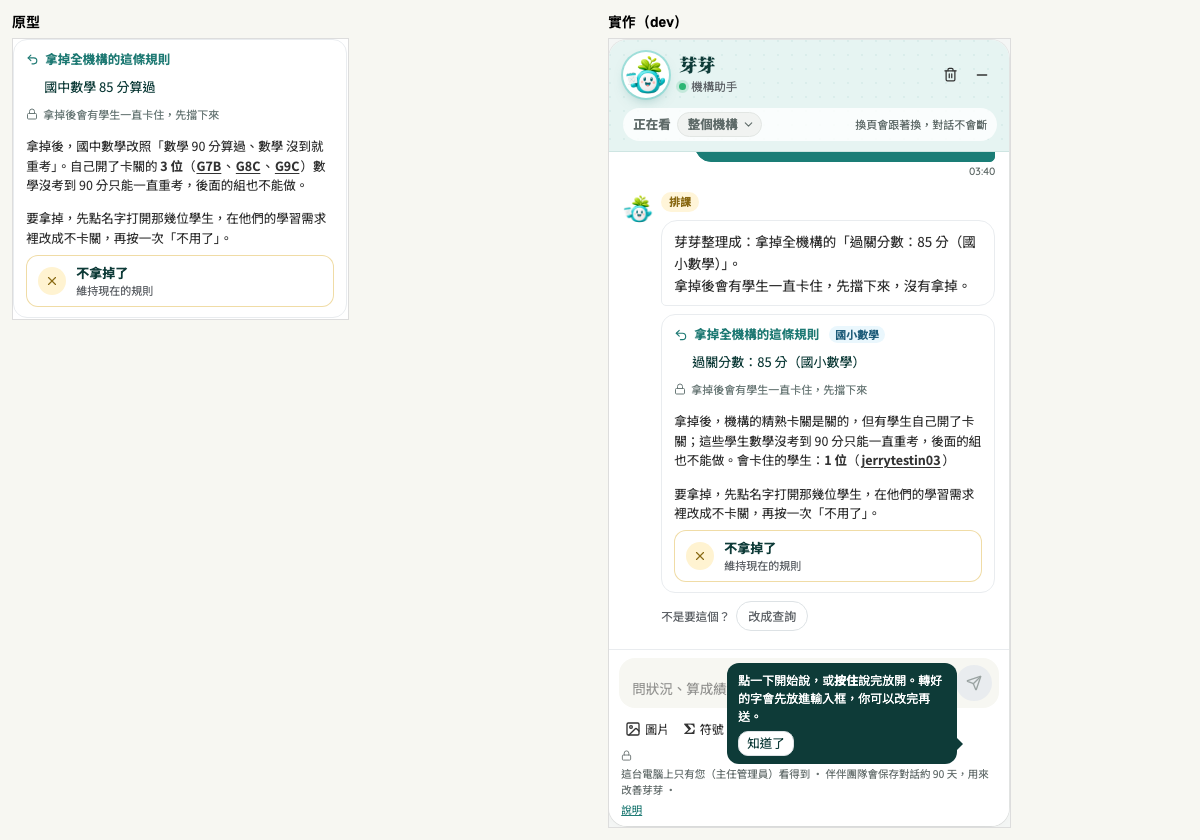 原型
拿掉全機構的這條規則
國中數學 85 分算過
拿掉後會有學生一直卡住，先擋下來
拿掉後，國中數學改照「數學 90 分算過、數學 沒到就
重考」。自己開了卡關的 3 位（G7B、G8C、G9C）數
學沒考到 90 分只能一直重考，後面的組也不能做。
要拿掉，先點名字打開那幾位學生，在他們的學習需求
裡改成不卡關，再按一次「不用了」。
不拿掉了
維持現在的規則
實作（dev）
芽芽
機構助手
正在看 整個機構 換頁會跟著換，對話不會斷
03:40
排課
芽芽整理成：拿掉全機構的「過關分數：85 分（國
小數學）」。
拿掉後會有學生一直卡住，先擋下來，沒有拿掉。
拿掉全機構的這條規則 國小數學
過關分數：85 分（國小數學）
拿掉後會有學生一直卡住，先擋下來
拿掉後，機構的精熟卡關是關的，但有學生自己開了卡
關；這些學生數學沒考到 90 分只能一直重考，後面的組
也不能做。會卡住的學生：1 位（jerrytestin03）
要拿掉，先點名字打開那幾位學生，在他們的學習需求
裡改成不卡關，再按一次「不用了」。
不拿掉了
維持現在的規則
不是要這個？ 改成查詢
問狀況、算成績
點一下開始說，或按住說完放開。轉好
的字會先放進輸入框，你可以改完再
送。
知道了
圖片 Σ 符號
這台電腦上只有您（主任管理員）看得到 · 伴伴團隊會保存對話約 90 天，用來
改善芽芽 ·
說明